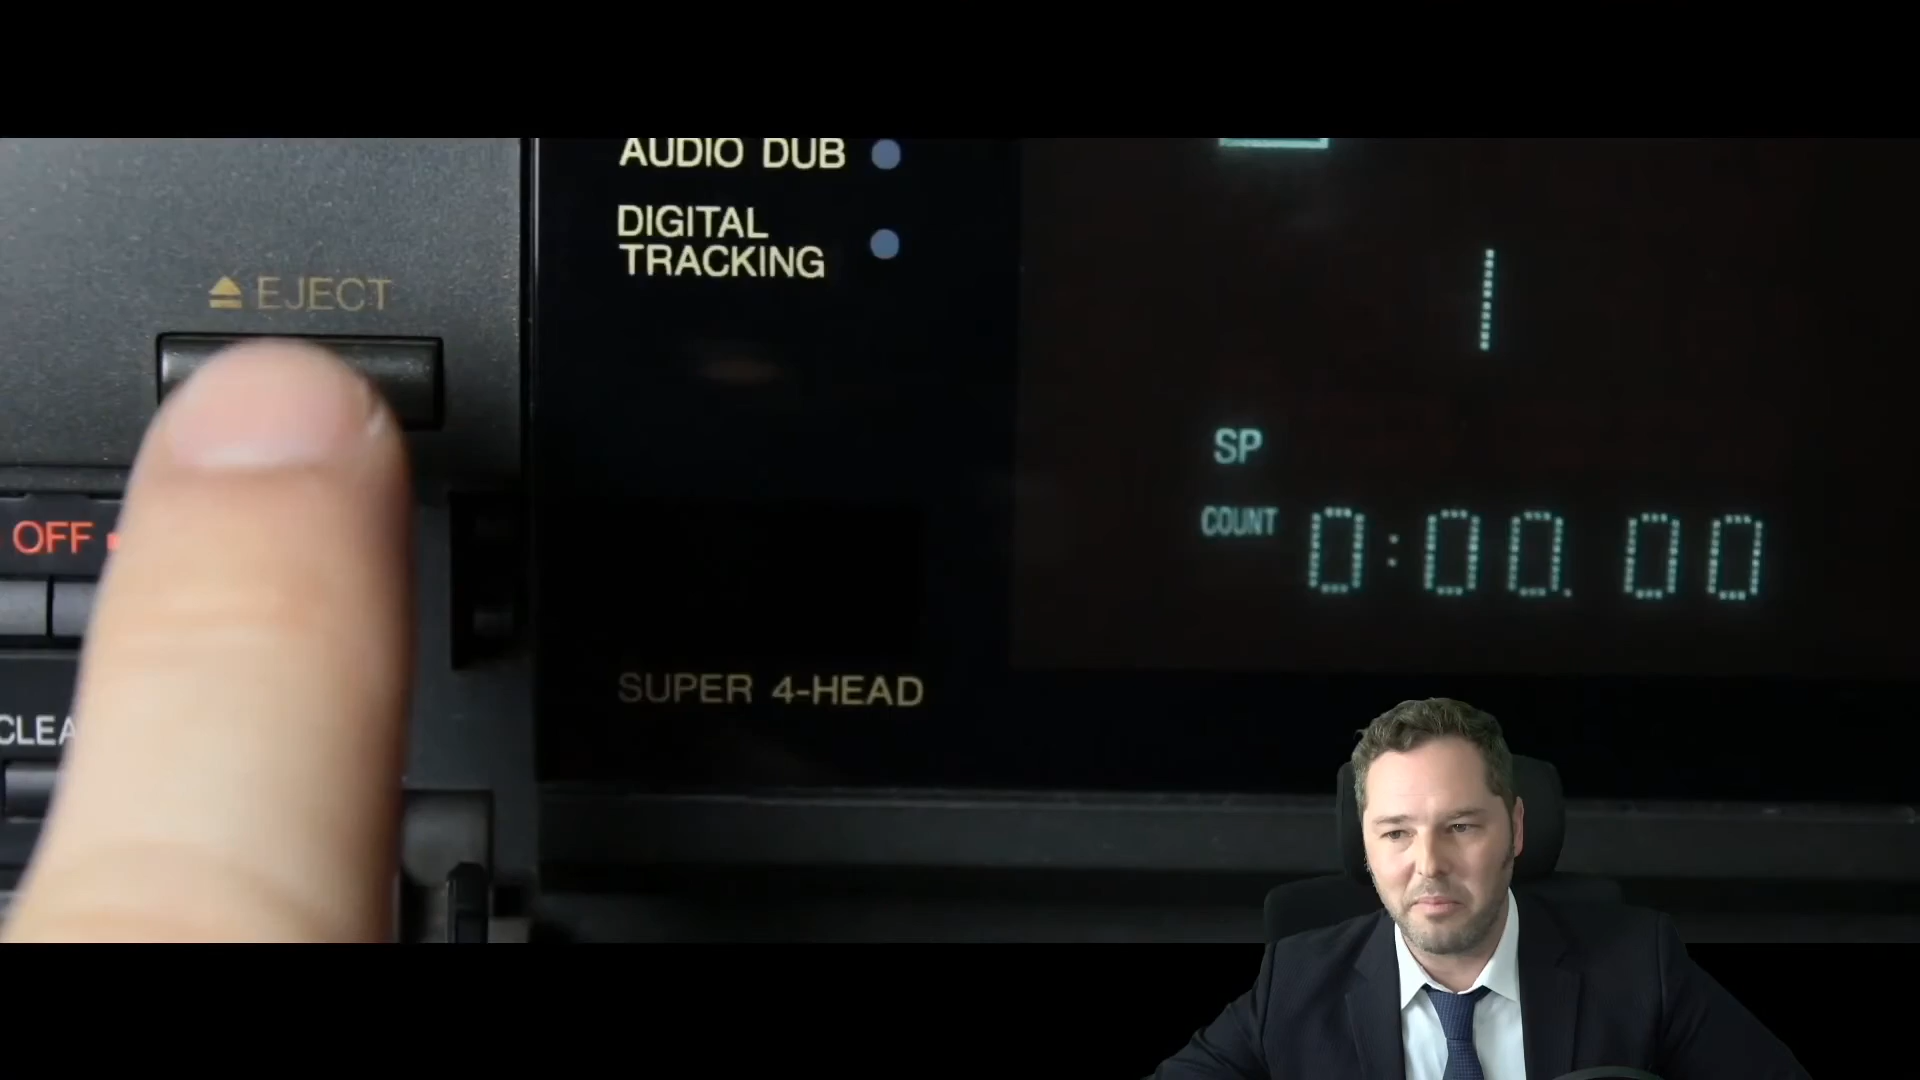 AUDIO DUB
DIGITAL
TRACKING
EJECT
SP
OFF
COUNT 0:00.00
SUPER 4-HEAD
CLEA